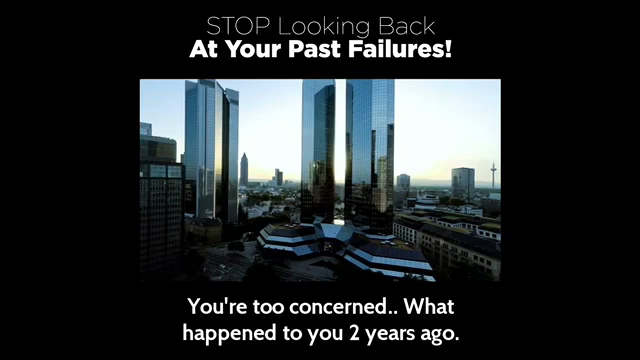 STOP Looking Back
At Your Past Failures!
You're too concerned.. What
happened to you 2 years ago.